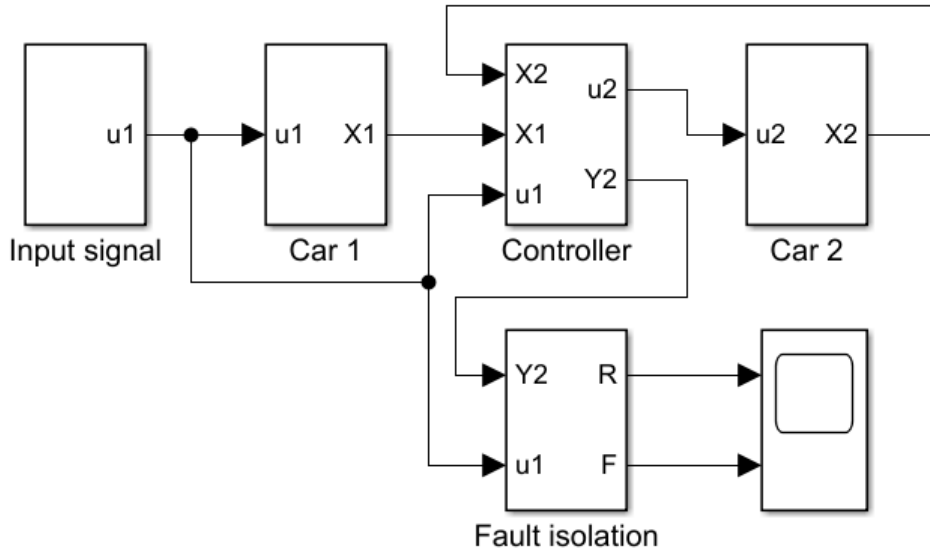 u1
Input signal
u1
X1
Car 1
X2
X1
u1
u2
Y2
Controller
u2
X2
Car 2
Y2
u1
R
F
Fault isolation